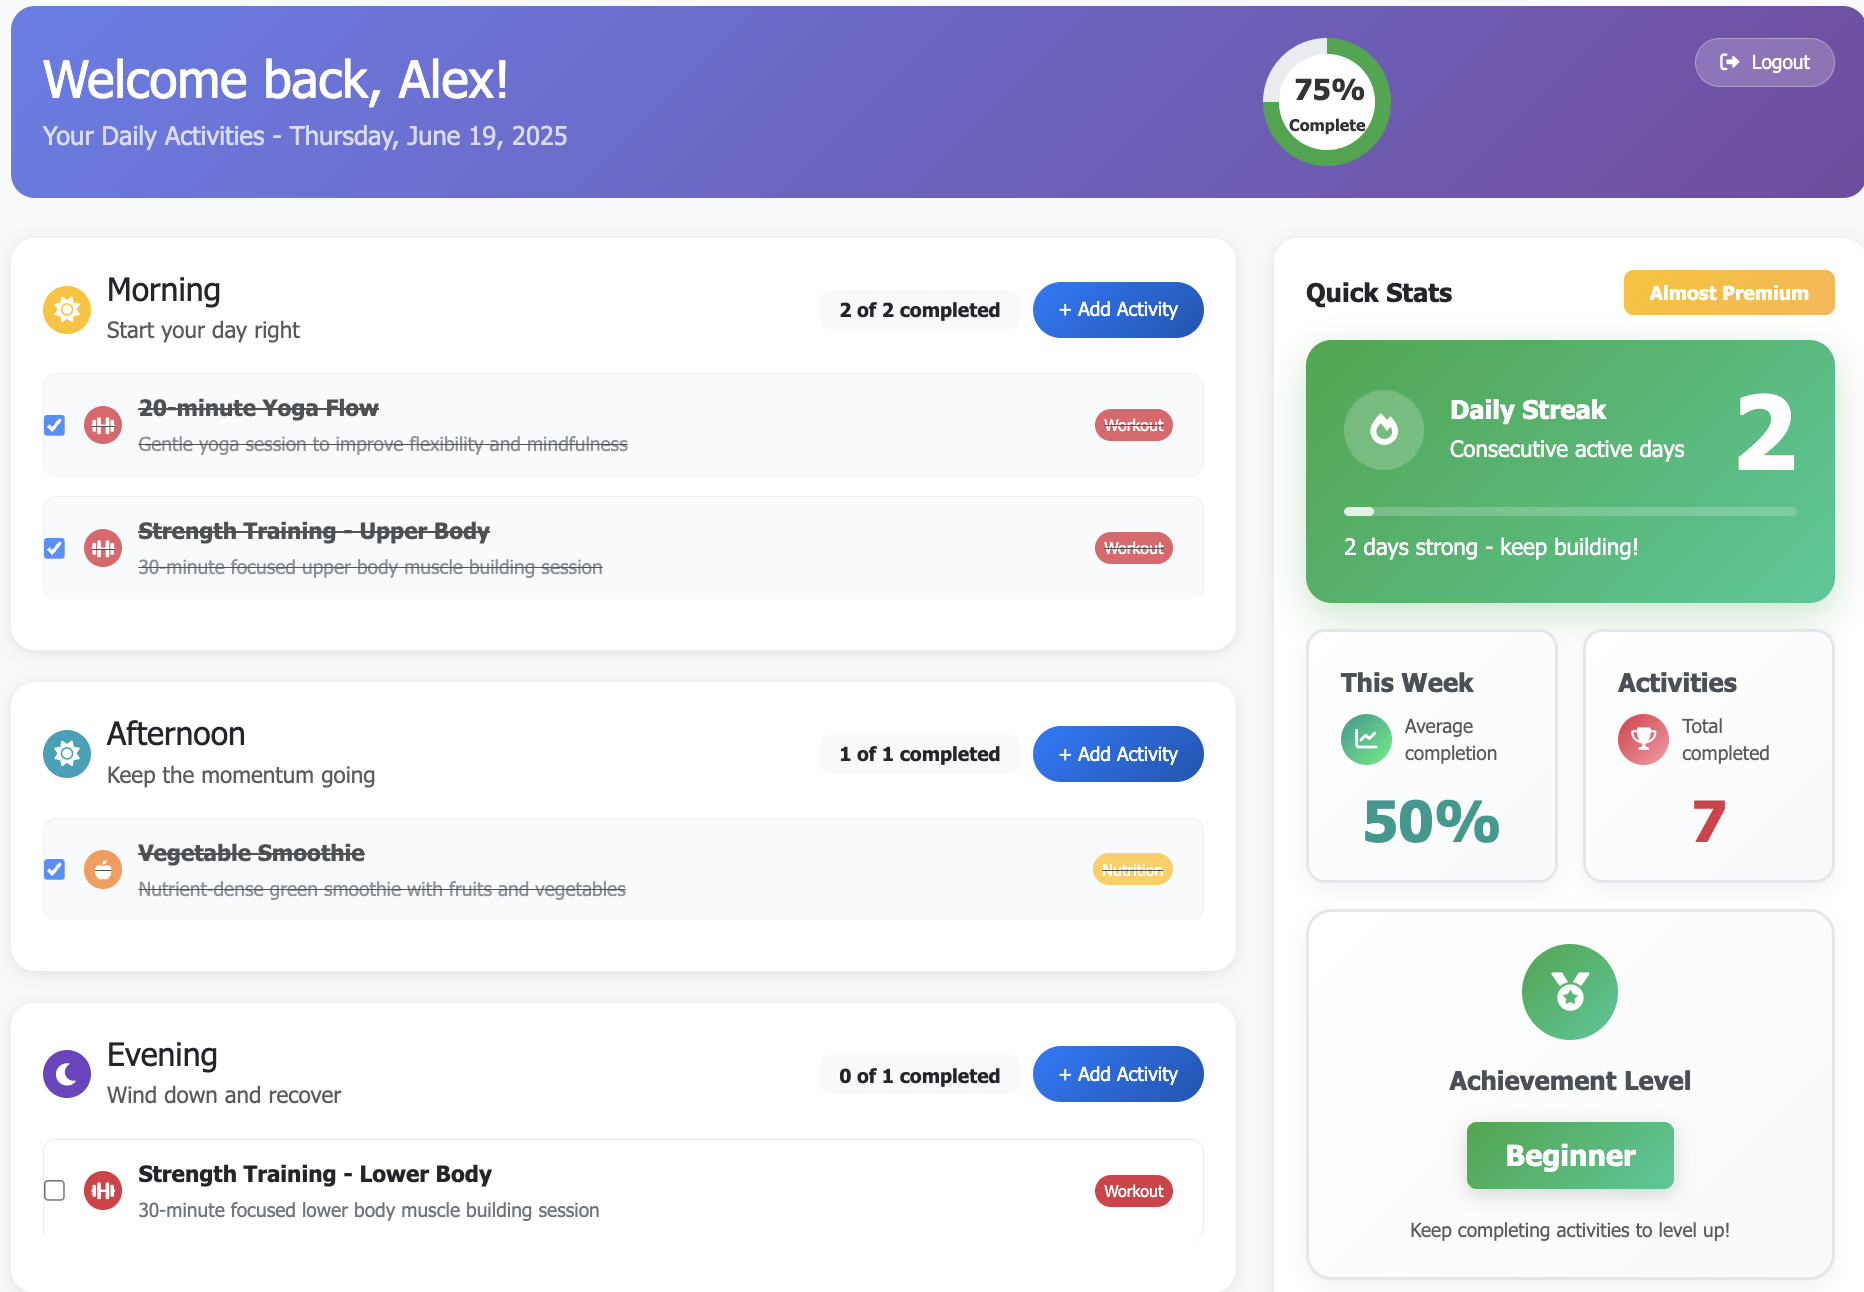 Welcome back, Alex!
Your Daily Activities - Thursday, June 19, 2025
75%
Complete
Logout
Morning
Start your day right
2 of 2 completed
+ Add Activity
20-minute Yoga Flow
Gentle yoga session to improve flexibility and mindfulness
Workout
Strength Training - Upper Body
30-minute focused upper body muscle building session
Workout
Afternoon
Keep the momentum going
1 of 1 completed
+ Add Activity
Vegetable Smoothie
Nutrient-dense green smoothie with fruits and vegetables
Nutrition
Evening
Wind down and recover
0 of 1 completed
+ Add Activity
Strength Training - Lower Body
30-minute focused lower body muscle building session
Workout
Quick Stats
Almost Premium
Daily Streak
Consecutive active days
2
2 days strong - keep building!
This Week
Average
completion
50%
Activities
Total
completed
7
Achievement Level
Beginner
Keep completing activities to level up!